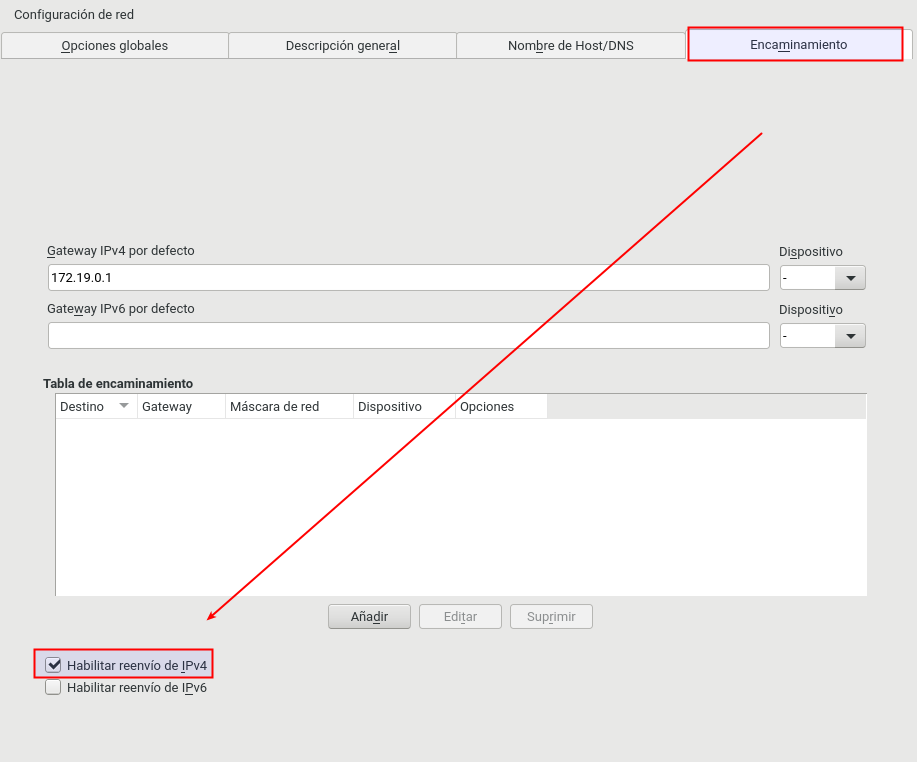 Configuración de red
Opciones globales Descripción general Nombre de Host/DNS Encaminamiento
Gateway IPv4 por defecto Dispositivo
172.19.0.1 -
Gateway IPv6 por defecto Dispositivo
-
Tabla de encaminamiento
Destino Gateway Máscara de red Dispositivo Opciones
Añadir Editar Suprimir
Habilitar reenvío de IPv4
Habilitar reenvío de IPv6